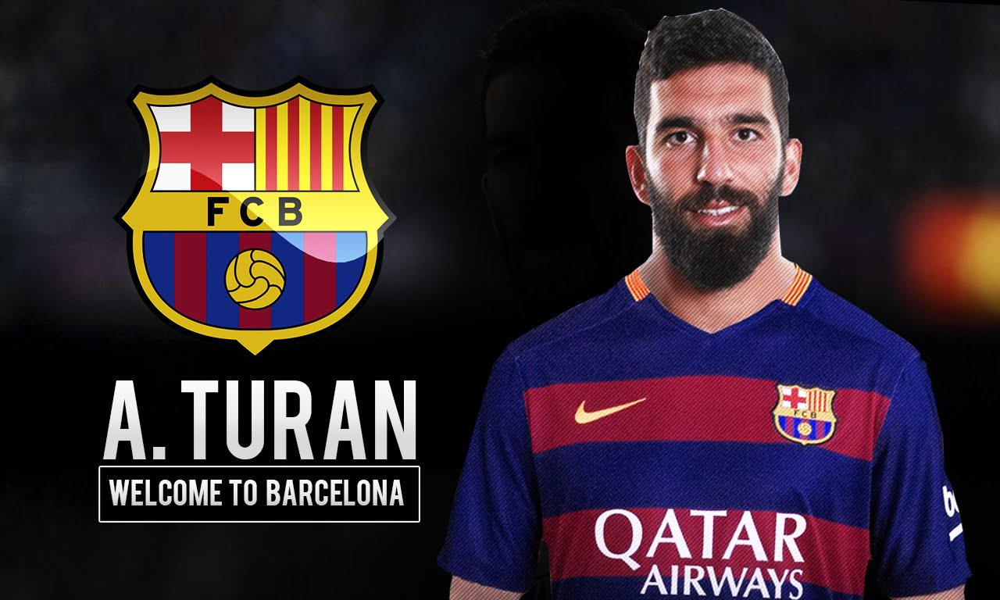 FCB
A. TURAN
WELCOME TO BARCELONA
FCB
QATAR
AIRWAYS